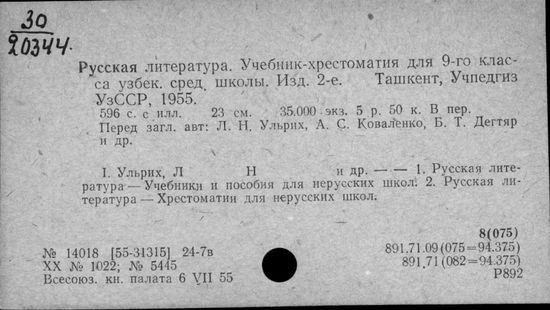 30
20344.
Русская литература. Учебник-хрестоматия для 9-го клас-
са узбек. сред. школы. Изд. 2-е. Ташкент, Учпедгиз
УзССР, 1955.
596 с. с илл. 23 см. 35.000 экз. 5 р. 50 к. В пер.
Перед загл. авт: Л. Н. Ульрих, А. С. Коваленко, Б. Т. Дегтяр
и др.
I. Ульрих, Л Н и др. — — 1. Русская лите-
ратура — Учебники и пособия для нерусских школ. 2. Русская ли-
тература — Хрестоматии для нерусских школ.
8(075)
№ 14018 [55-31315] 24-7в 891.71.09(075=94.375)
XX № 1022; № 5445 891.71(082=94.375)
Всесоюз. кн. палата 6 VII 55 Р892